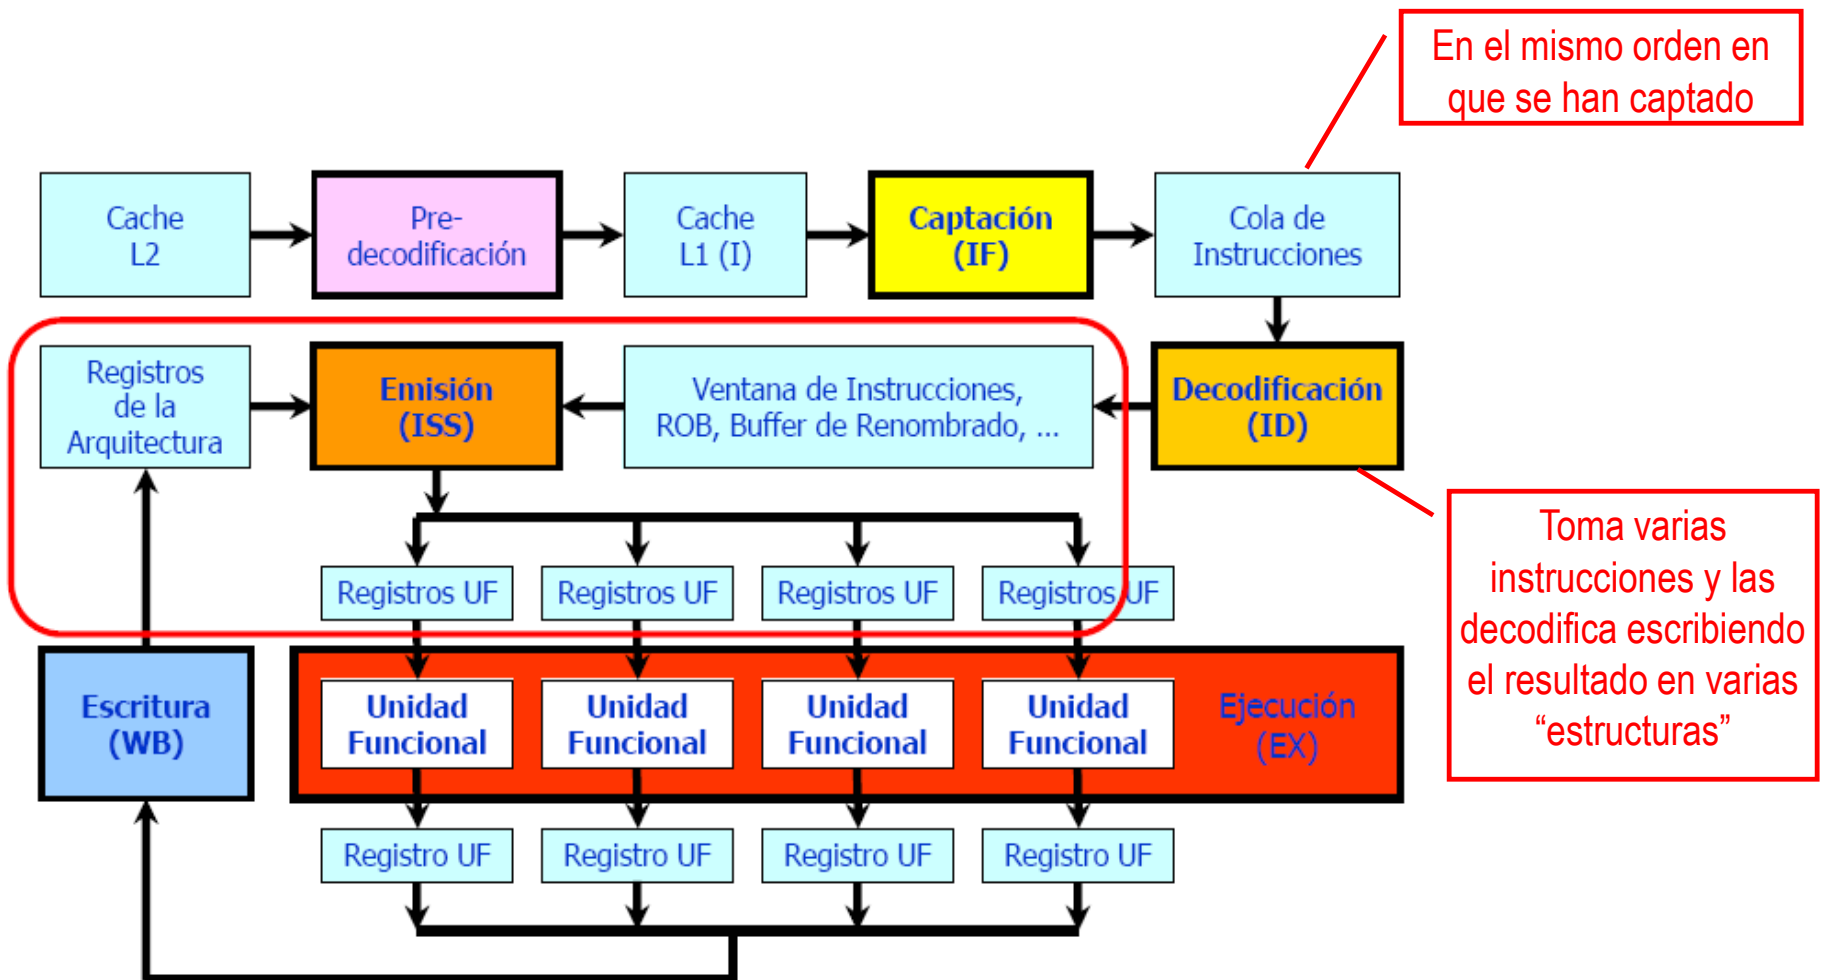 En el mismo orden en
que se han captado
Cache
L2
Pre-
decodificación
Cache
L1 (I)
Captación
(IF)
Cola de
Instrucciones
Registros
de la
Arquitectura
Emisión
(ISS)
Ventana de Instrucciones,
ROB, Buffer de Renombrado, ...
Decodificación
(ID)
Toma varias
instrucciones y las
decodifica escribiendo
el resultado en varias
“estructuras”
Registros UF
Registros UF
Registros UF
Registros UF
Escritura
(WB)
Unidad
Funcional
Unidad
Funcional
Unidad
Funcional
Unidad
Funcional
Ejecución
(EX)
Registro UF
Registro UF
Registro UF
Registro UF